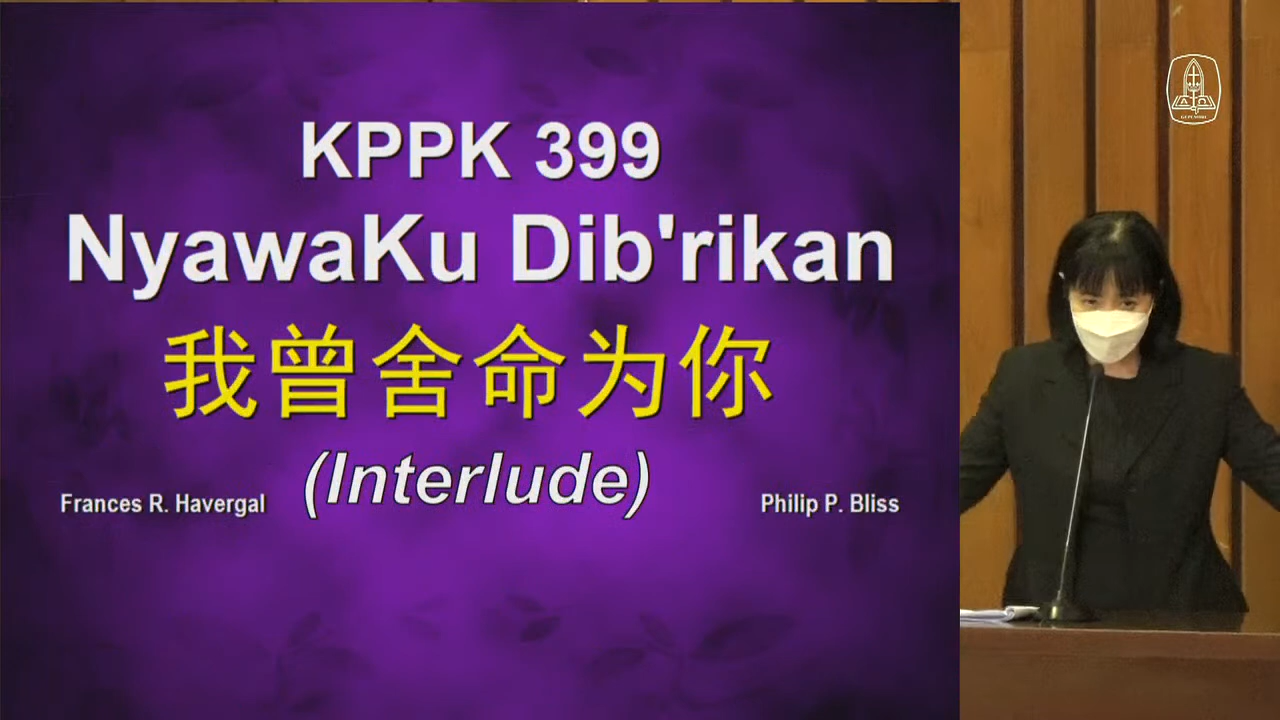 KPPK 399
NyawaKu Dib'rikan
我曾舍命为你
(Interlude)
Frances R. Havergal
Philip P. Bliss